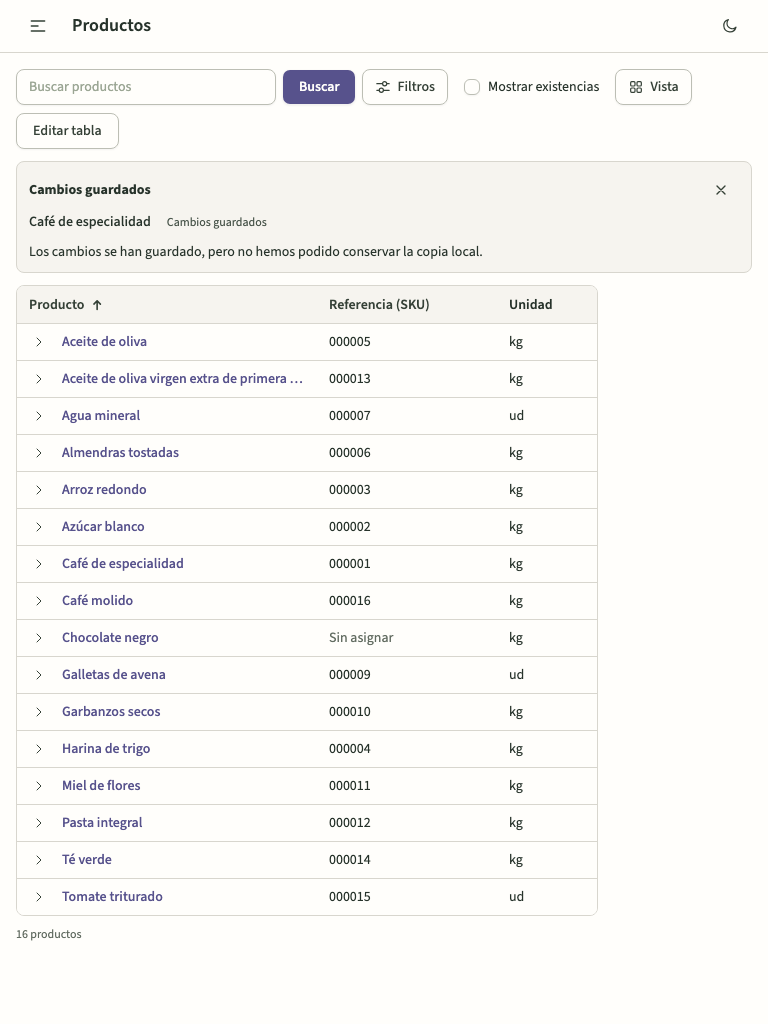 Productos
Buscar productos
Buscar
Filtros
Mostrar existencias
Vista
Editar tabla
Cambios guardados
Café de especialidad Cambios guardados
Los cambios se han guardado, pero no hemos podido conservar la copia local.
Producto Referencia (SKU) Unidad
Aceite de oliva 000005 kg
Aceite de oliva virgen extra de primera … 000013 kg
Agua mineral 000007 ud
Almendras tostadas 000006 kg
Arroz redondo 000003 kg
Azúcar blanco 000002 kg
Café de especialidad 000001 kg
Café molido 000016 kg
Chocolate negro Sin asignar kg
Galletas de avena 000009 ud
Garbanzos secos 000010 kg
Harina de trigo 000004 kg
Miel de flores 000011 kg
Pasta integral 000012 kg
Té verde 000014 kg
Tomate triturado 000015 ud
16 productos